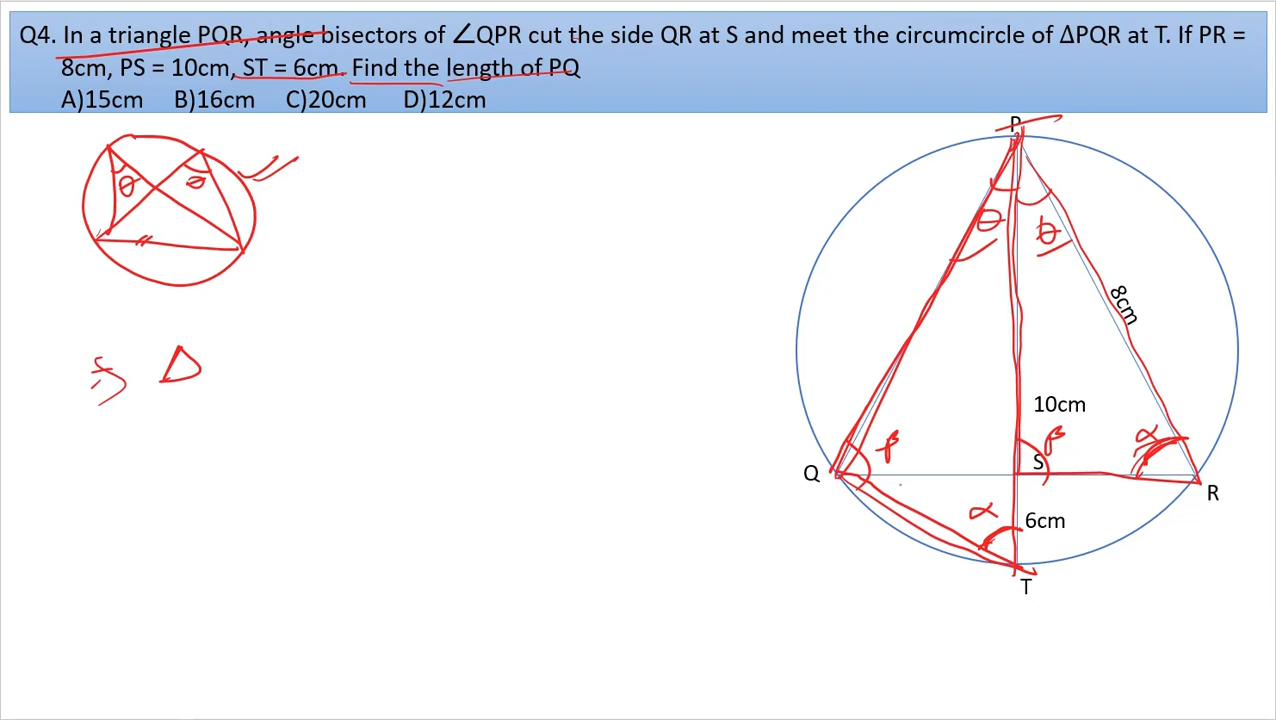 Q4. In a triangle PQR, angle bisectors of ∠QPR cut the side QR at S and meet the circumcircle of ΔPQR at T. If PR =
8cm, PS = 10cm, ST = 6cm. Find the length of PQ
A)15cm B)16cm C)20cm D)12cm
P
θ θ
θ θ
8cm
Δ
10cm
β β α
Q S R
α 6cm
T